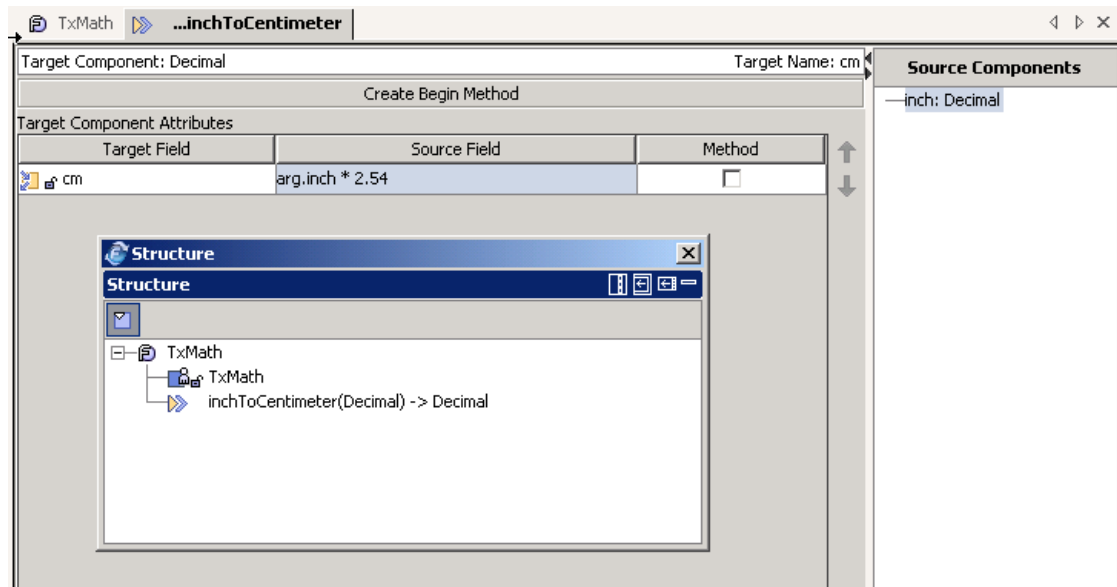 TxMath ...inchToCentimeter
Target Component: Decimal Target Name: cm
Create Begin Method
Target Component Attributes
Target Field Source Field Method
cm arg.inch * 2.54
Structure
Structure
TxMath
TxMath
inchToCentimeter(Decimal) -> Decimal
Source Components
inch: Decimal